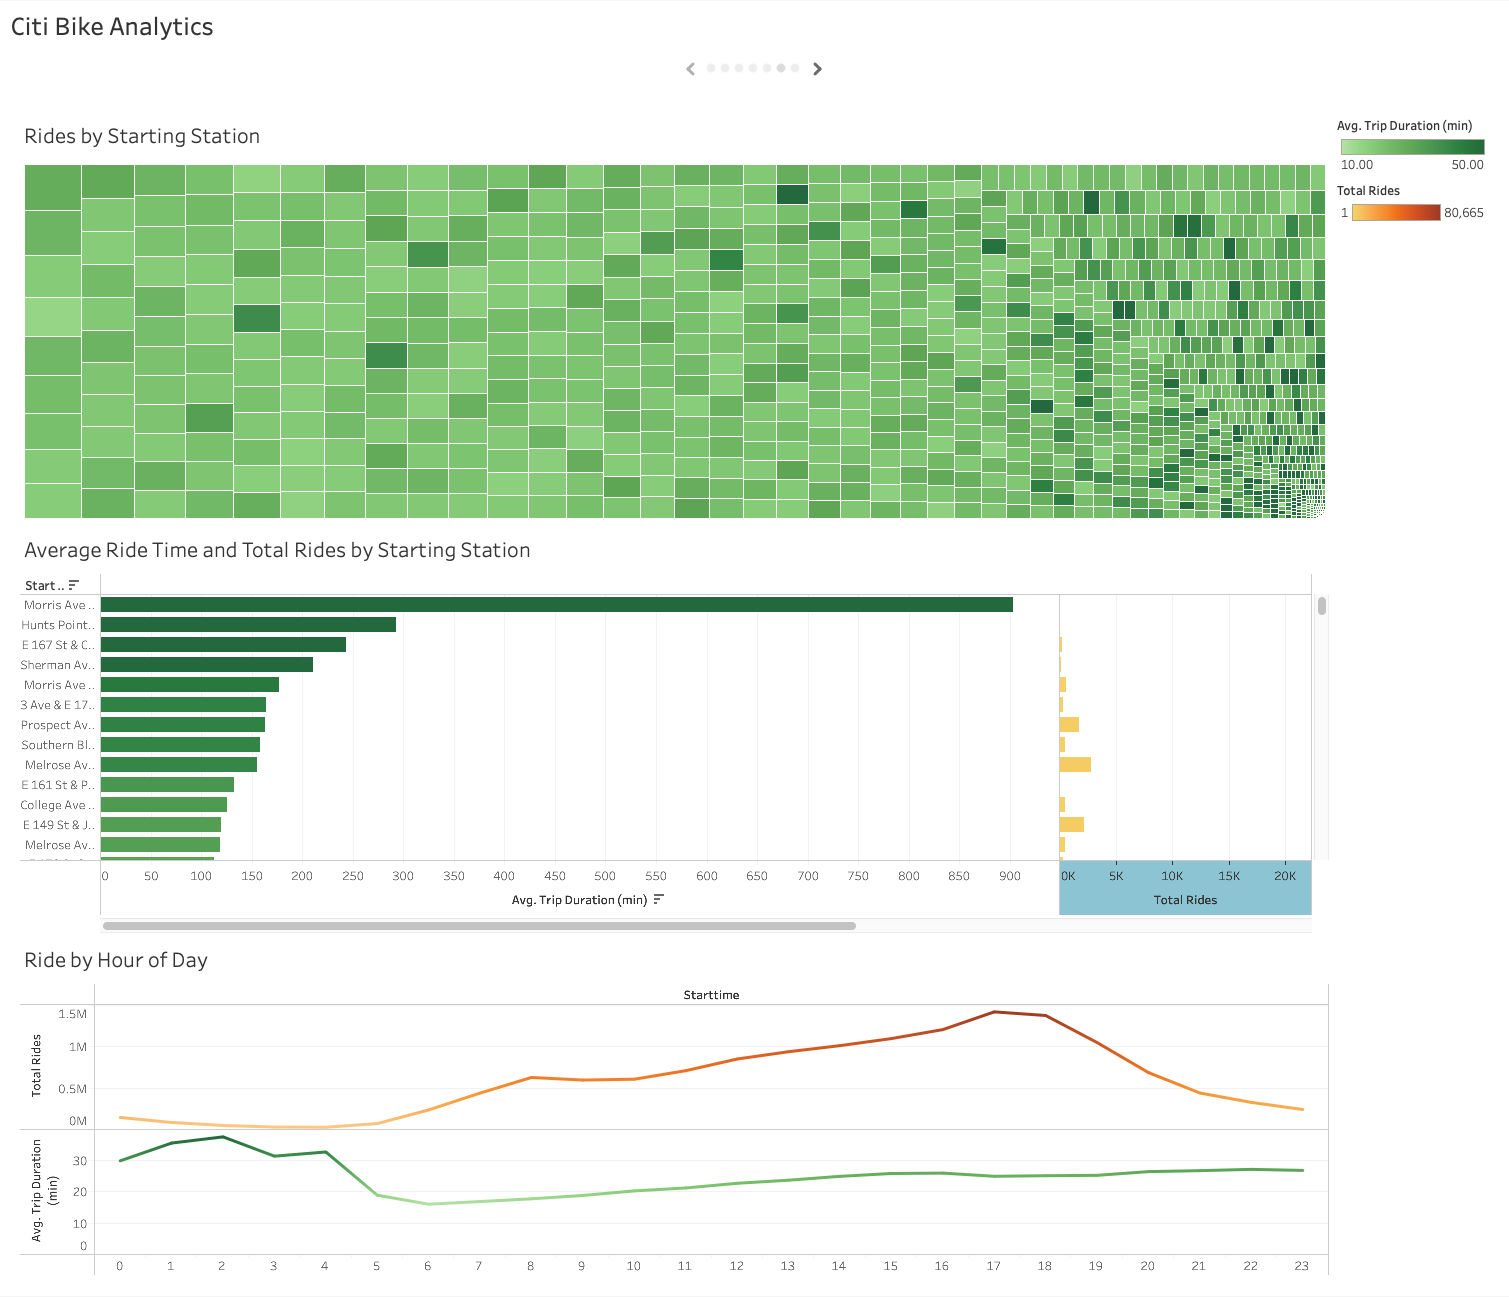 Citi Bike Analytics
Rides by Starting Station
Avg. Trip Duration (min)
10.00 50.00
Total Rides
1 80,665
Average Ride Time and Total Rides by Starting Station
Start ..
Morris Ave ..
Hunts Point..
E 167 St & C..
Sherman Av..
Morris Ave ..
3 Ave & E 17..
Prospect Av..
Southern Bl..
Melrose Av..
E 161 St & P..
College Ave ..
E 149 St & J..
Melrose Av..
0 50 100 150 200 250 300 350 400 450 500 550 600 650 700 750 800 850 900
0K 5K 10K 15K 20K
Avg. Trip Duration (min)
Total Rides
Ride by Hour of Day
Starttime
Total Rides
1.5M
1M
0.5M
0M
Avg. Trip Duration
(min)
30
20
10
0
0 1 2 3 4 5 6 7 8 9 10 11 12 13 14 15 16 17 18 19 20 21 22 23